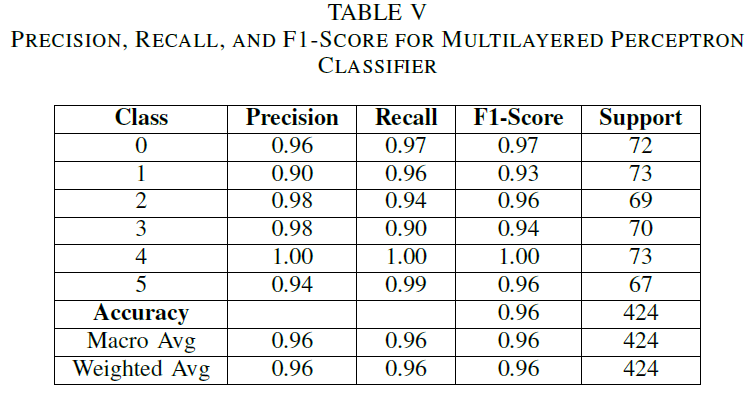 TABLE V
PRECISION, RECALL, AND F1-SCORE FOR MULTILAYERED PERCEPTRON
CLASSIFIER
Class Precision Recall F1-Score Support
0 0.96 0.97 0.97 72
1 0.90 0.96 0.93 73
2 0.98 0.94 0.96 69
3 0.98 0.90 0.94 70
4 1.00 1.00 1.00 73
5 0.94 0.99 0.96 67
Accuracy 0.96 424
Macro Avg 0.96 0.96 0.96 424
Weighted Avg 0.96 0.96 0.96 424